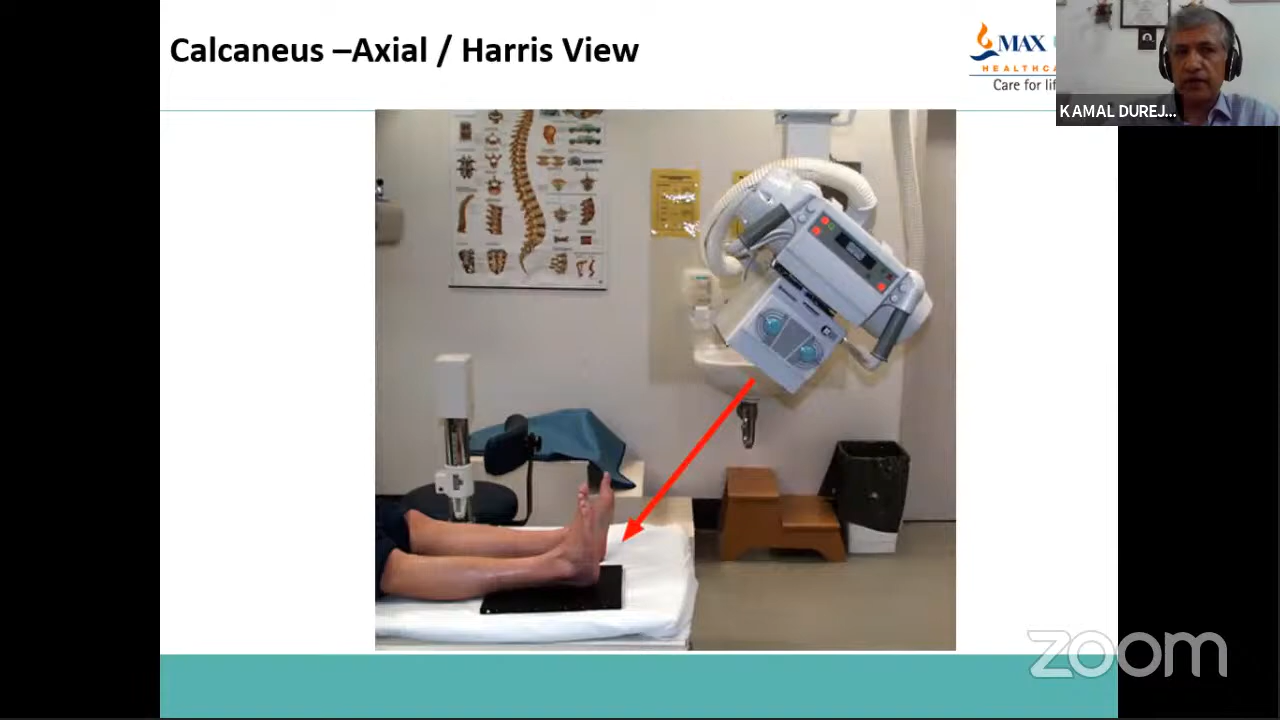 Calcaneus –Axial / Harris View
MAX
HEALTHCA
Care for lif
KAMAL DUREJ...
zoom